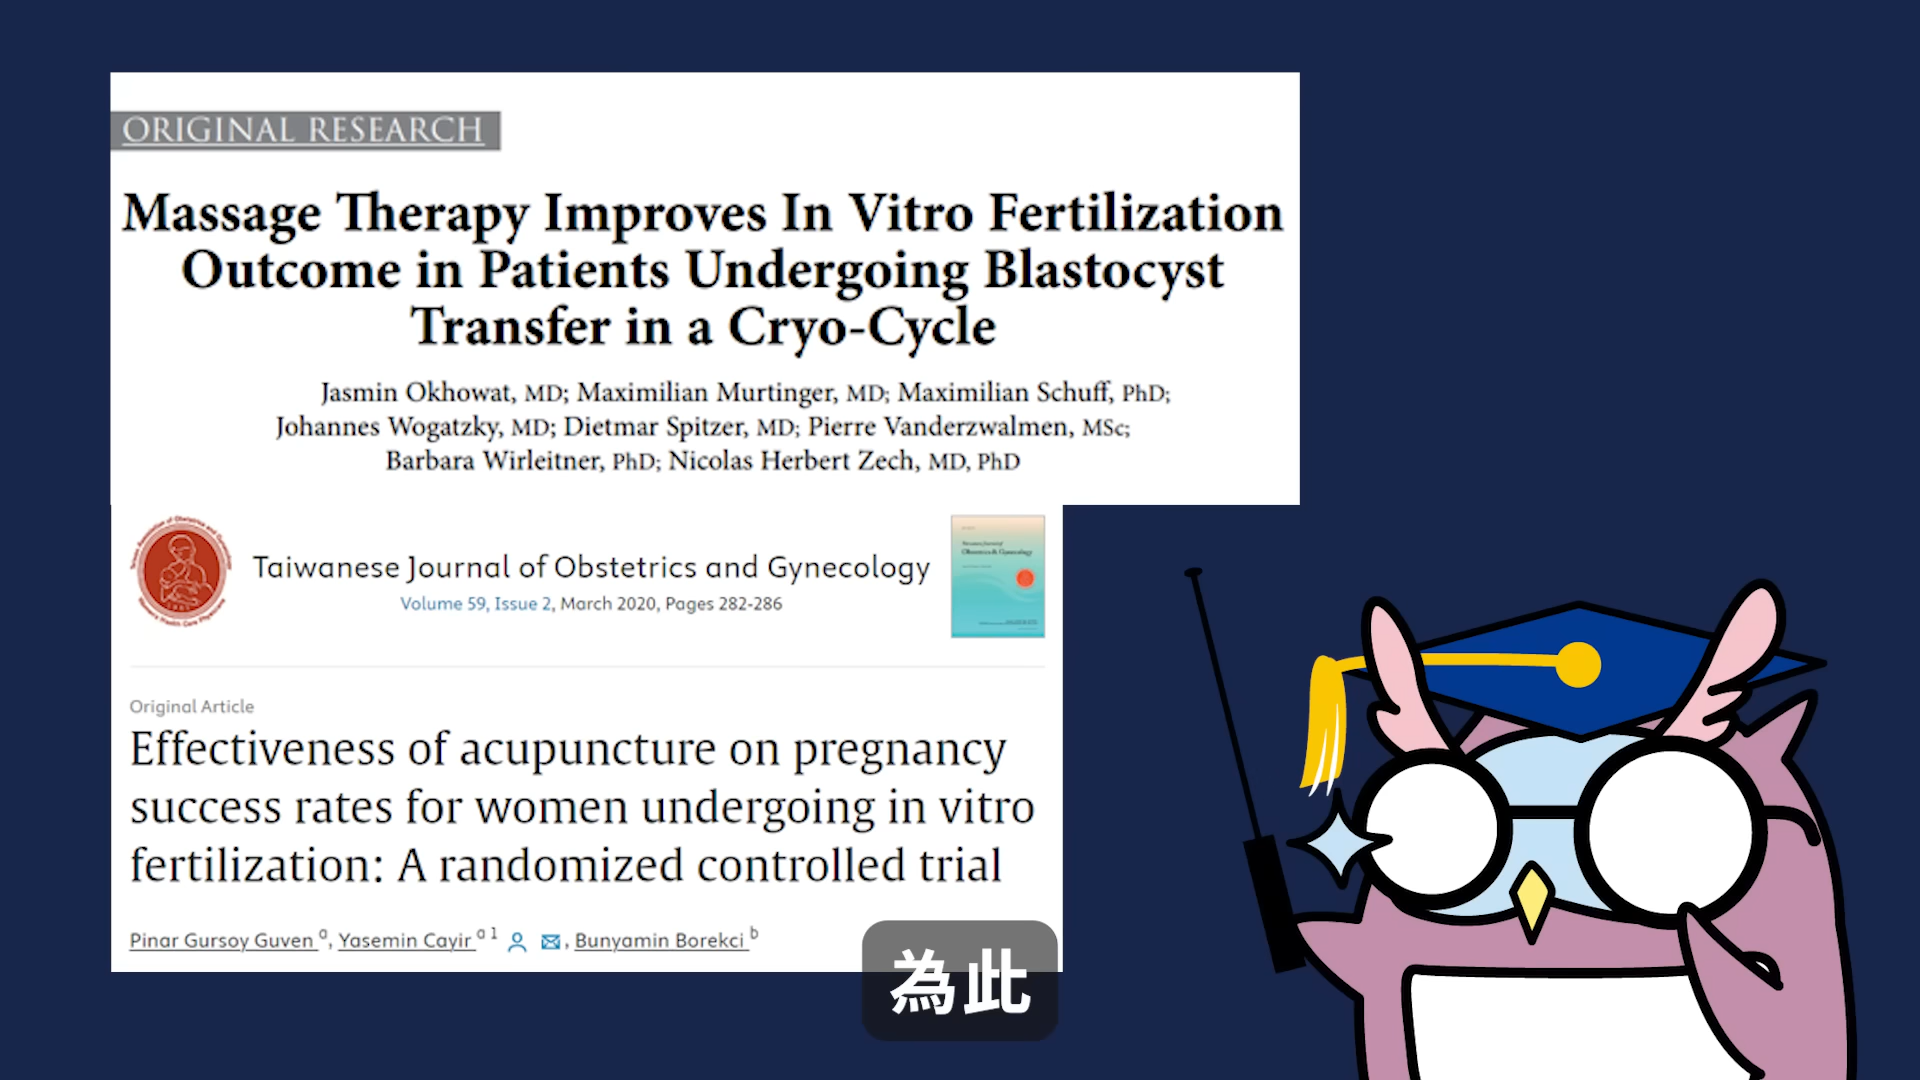 ORIGINAL RESEARCH
Massage Therapy Improves In Vitro Fertilization
Outcome in Patients Undergoing Blastocyst
Transfer in a Cryo-Cycle
Jasmin Okhowat, MD; Maximilian Murtinger, MD; Maximilian Schuff, PhD;
Johannes Wogatzky, MD; Dietmar Spitzer, MD; Pierre Vanderzwalmen, MSc;
Barbara Wirleitner, PhD; Nicolas Herbert Zech, MD, PhD
Taiwanese Journal of Obstetrics and Gynecology
Volume 59, Issue 2, March 2020, Pages 282-286
Original Article
Effectiveness of acupuncture on pregnancy
success rates for women undergoing in vitro
fertilization: A randomized controlled trial
Pinar Gursoy Guven a, Yasemin Cayir a 1, Bunyamin Borekci b
為此